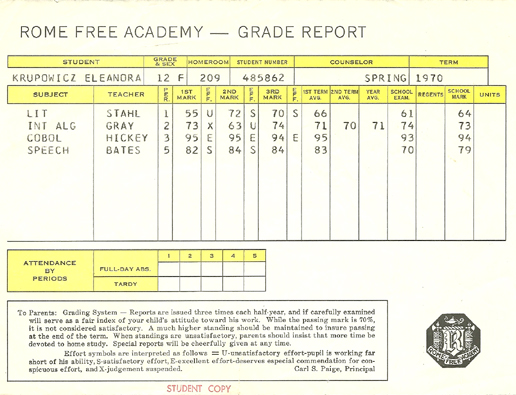 ROME FREE ACADEMY — GRADE REPORT
STUDENT GRADE & SEX HOMEROOM STUDENT NUMBER COUNSELOR TERM
KRUPOWICZ ELEANORA 12 F 209 485862 SPRING 1970
SUBJECT TEACHER PER. 1ST MARK EFF. 2ND MARK EFF. 3RD MARK EFF. 1ST TERM AVG. 2ND TERM AVG. YEAR AVG. SCHOOL EXAM. REGENTS SCHOOL MARK UNITS
LIT STAHL 1 55 U 72 S 70 S 66 61 64
INT ALG GRAY 2 73 X 63 U 74 71 70 71 74 73
COBOL HICKEY 3 95 E 95 E 94 E 95 93 94
SPEECH BATES 5 82 S 84 S 84 83 70 79
ATTENDANCE BY PERIODS 1 2 3 4 5
FULL-DAY ABS.
TARDY
To Parents: Grading System — Reports are issued three times each half-year, and if carefully examined
will serve as a fair index of your child's attitude toward his work. While the passing mark is 70%,
it is not considered satisfactory. A much higher standing should be maintained to insure passing
at the end of the term. When standings are unsatisfactory, parents should insist that more time be
devoted to home study. Special reports will be cheerfully given at any time.
Effort symbols are interpreted as follows = U-unsatisfactory effort-pupil is working far
short of his ability, S-satisfactory effort, E-excellent effort-deserves especial commendation for con-
spicuous effort, and X-judgement suspended. Carl S. Paige, Principal
ROME FREE ACADEMY
STUDENT COPY